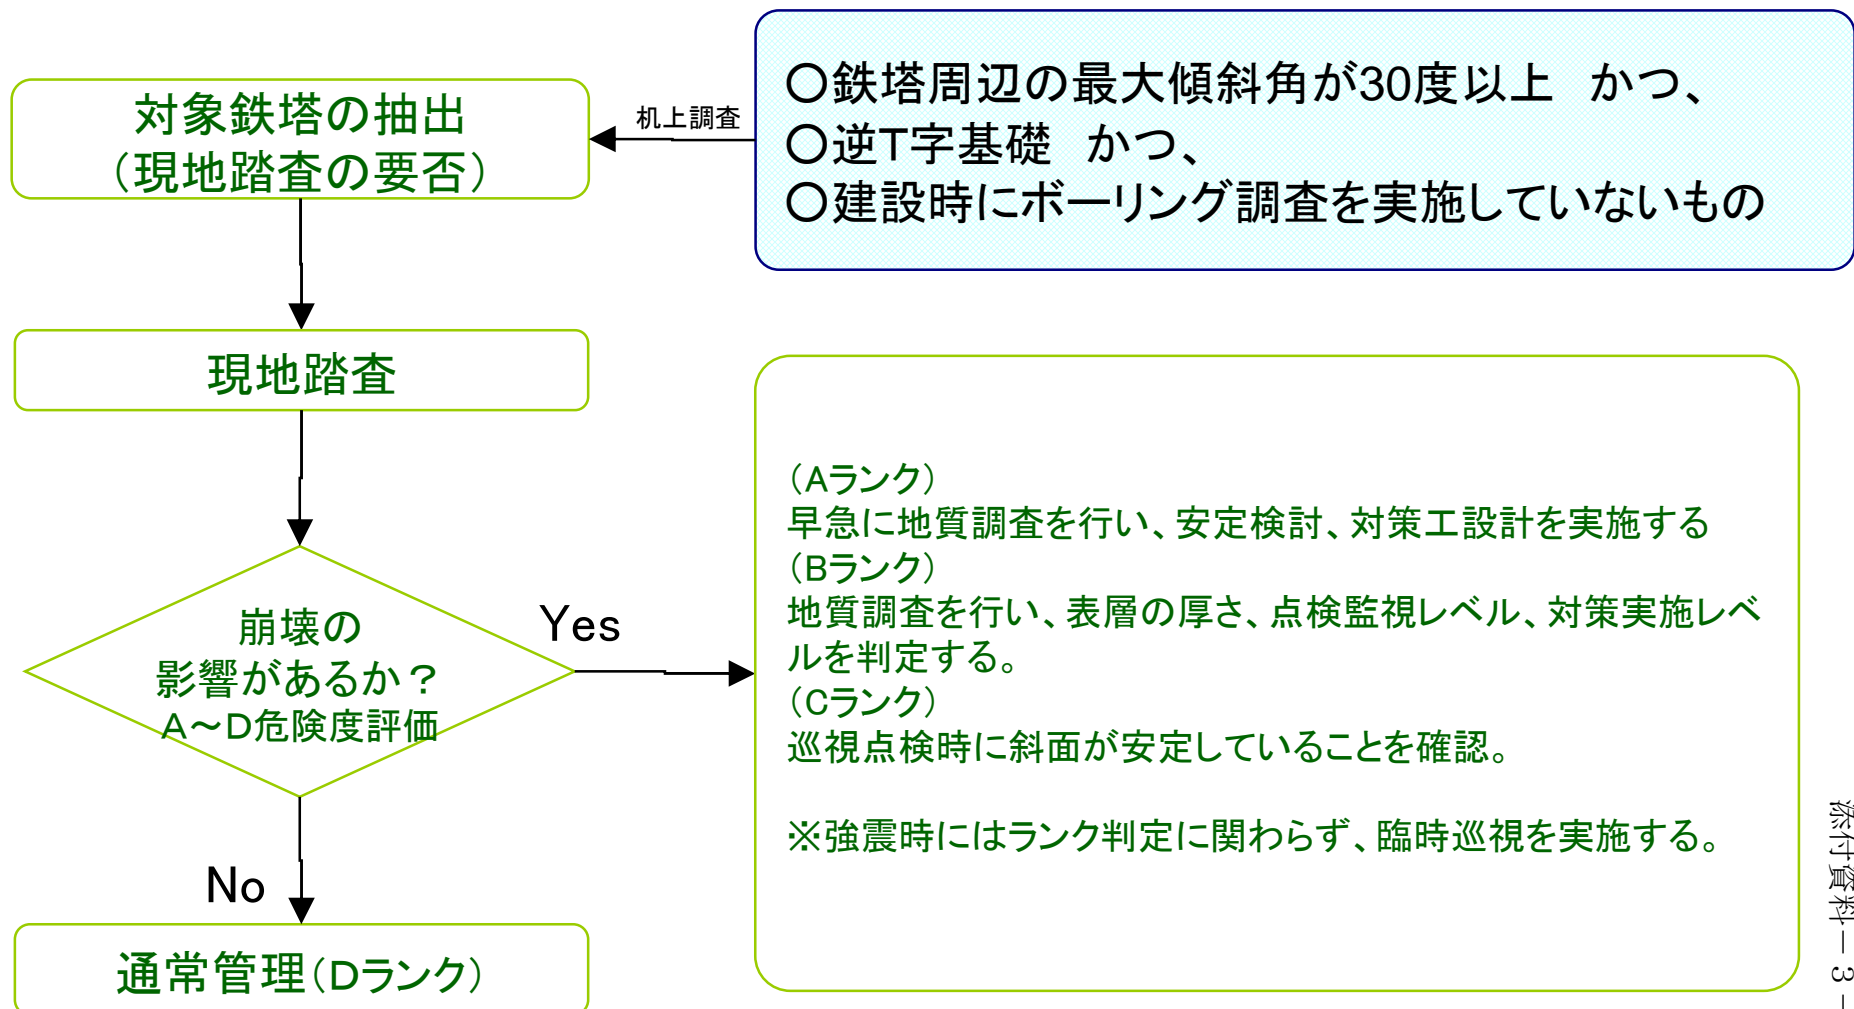 対象鉄塔の抽出
（現地踏査の要否）
机上調査
○鉄塔周辺の最大傾斜角が30度以上　かつ、
○逆T字基礎　かつ、
○建設時にボーリング調査を実施していないもの
現地踏査
崩壊の
影響があるか？
A～D危険度評価
Yes
（Aランク）
早急に地質調査を行い、安定検討、対策工設計を実施する
（Bランク）
地質調査を行い、表層の厚さ、点検監視レベル、対策実施レベ
ルを判定する。
（Cランク）
巡視点検時に斜面が安定していることを確認。
※強震時にはランク判定に関わらず、臨時巡視を実施する。
No
通常管理（Dランク）
添付資料－３－